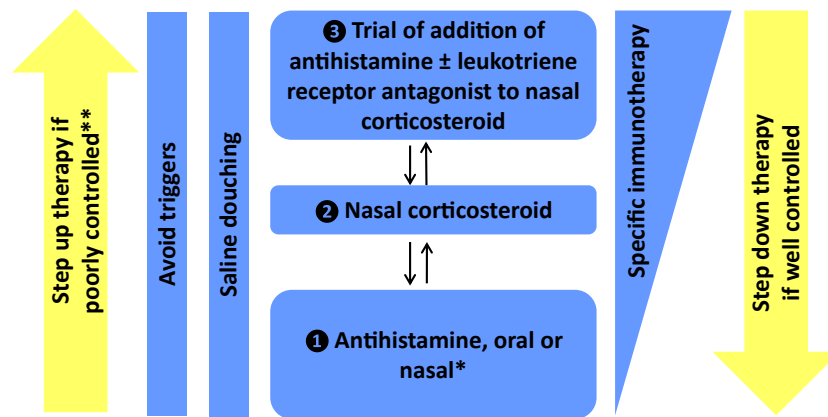 Step up therapy if
poorly controlled**
Avoid triggers
Saline douching
❸ Trial of addition of
antihistamine ± leukotriene
receptor antagonist to nasal
corticosteroid
❷ Nasal corticosteroid
❶ Antihistamine, oral or
nasal*
Specific immunotherapy
Step down therapy
if well controlled